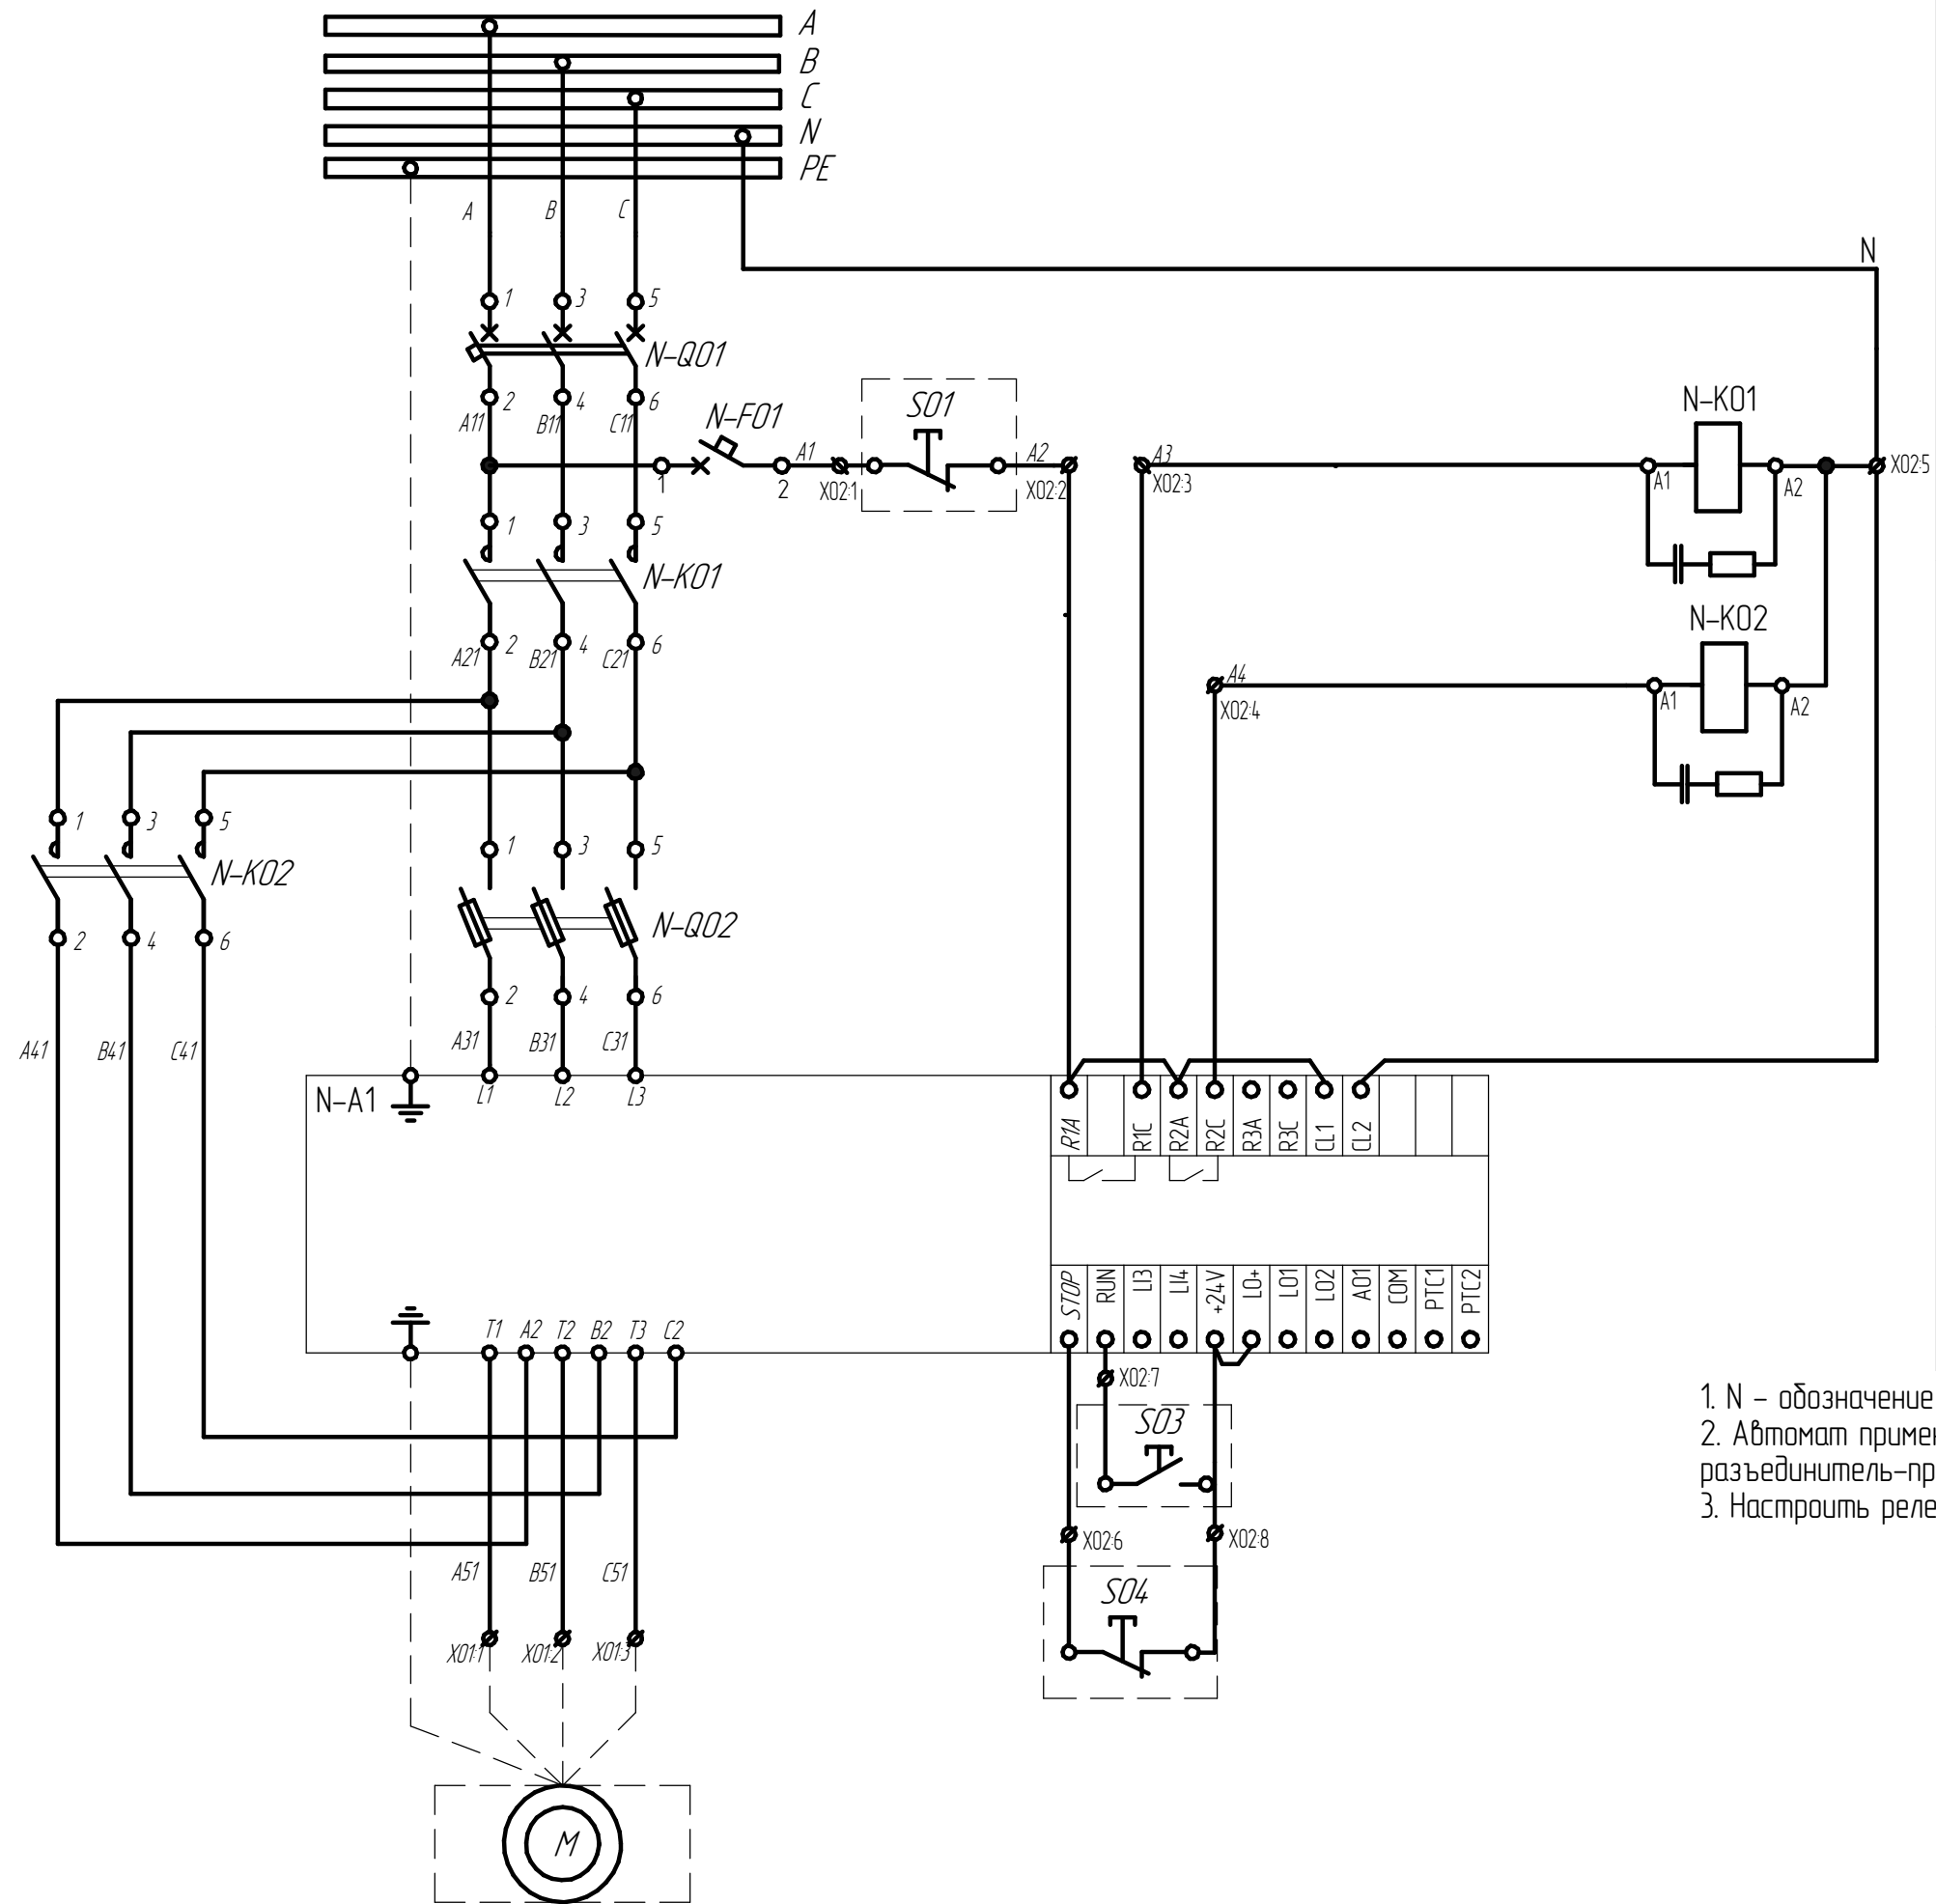 A
B
C
N
PE
A B C
N
1 3 5
N-Q01
2 4 6
A11 B11 C11
N-F01
1 2
A1
X02:1
S01
A2
X02:2
A3
X02:3
N-K01
A1 A2
X02:5
1 3 5
N-K01
2 4 6
A21 B21 C21
N-K02
A4
X02:4
A1 A2
1 3 5
N-K02
2 4 6
1 3 5
N-Q02
2 4 6
A41 B41 C41
A31 B31 C31
N-A1
L1 L2 L3
R1A R1C R2A R2C R3A R3C CL1 CL2
STOP RUN LI3 LI4 +24V LO+ LO1 LO2 AO1 COM PTC1 PTC2
T1 A2 T2 B2 T3 C2
X02:7
S03
X02:6 X02:8
S04
A51 B51 C51
X01:1 X01:2 X01:3
M
1. N – обозначение
2. Автомат примен
разъединитель-пр
3. Настроить реле